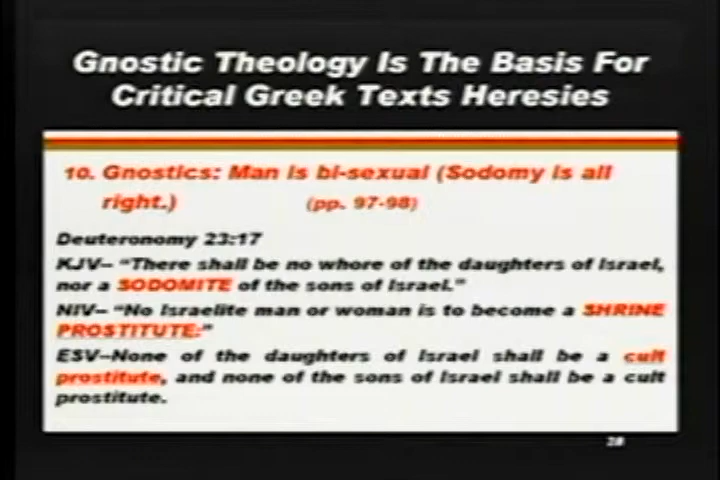 Gnostic Theology Is The Basis For
Critical Greek Texts Heresies
10. Gnostics: Man is bi-sexual (Sodomy is all
right.) (pp. 97-98)
Deuteronomy 23:17
KJV– "There shall be no whore of the daughters of Israel,
nor a SODOMITE of the sons of Israel."
NIV– "No Israelite man or woman is to become a SHRINE
PROSTITUTE."
ESV–None of the daughters of Israel shall be a cult
prostitute, and none of the sons of Israel shall be a cult
prostitute.
28